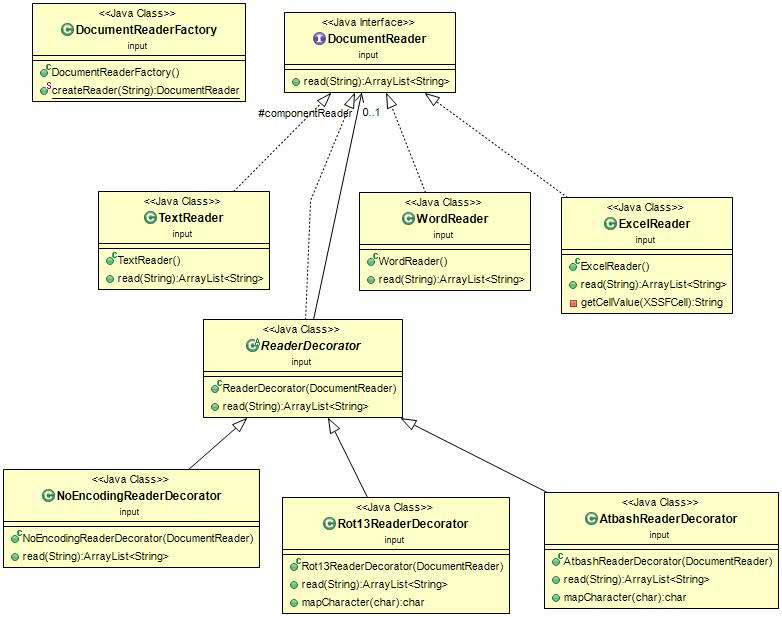 <<Java Class>>
DocumentReaderFactory
input
DocumentReaderFactory()
createReader(String):DocumentReader
<<Java Interface>>
DocumentReader
input
read(String):ArrayList<String>
#componentReader 0..1
<<Java Class>>
TextReader
input
TextReader()
read(String):ArrayList<String>
<<Java Class>>
WordReader
input
WordReader()
read(String):ArrayList<String>
<<Java Class>>
ExcelReader
input
ExcelReader()
read(String):ArrayList<String>
getCellValue(XSSFCell):String
<<Java Class>>
ReaderDecorator
input
ReaderDecorator(DocumentReader)
read(String):ArrayList<String>
<<Java Class>>
NoEncodingReaderDecorator
input
NoEncodingReaderDecorator(DocumentReader)
read(String):ArrayList<String>
<<Java Class>>
Rot13ReaderDecorator
input
Rot13ReaderDecorator(DocumentReader)
read(String):ArrayList<String>
mapCharacter(char):char
<<Java Class>>
AtbashReaderDecorator
input
AtbashReaderDecorator(DocumentReader)
read(String):ArrayList<String>
mapCharacter(char):char